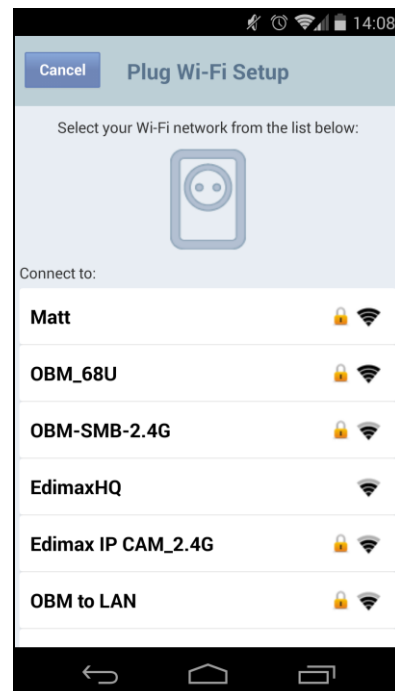 14:08
Cancel
Plug Wi-Fi Setup
Select your Wi-Fi network from the list below:
Connect to:
Matt
OBM_68U
OBM-SMB-2.4G
EdimaxHQ
Edimax IP CAM_2.4G
OBM to LAN